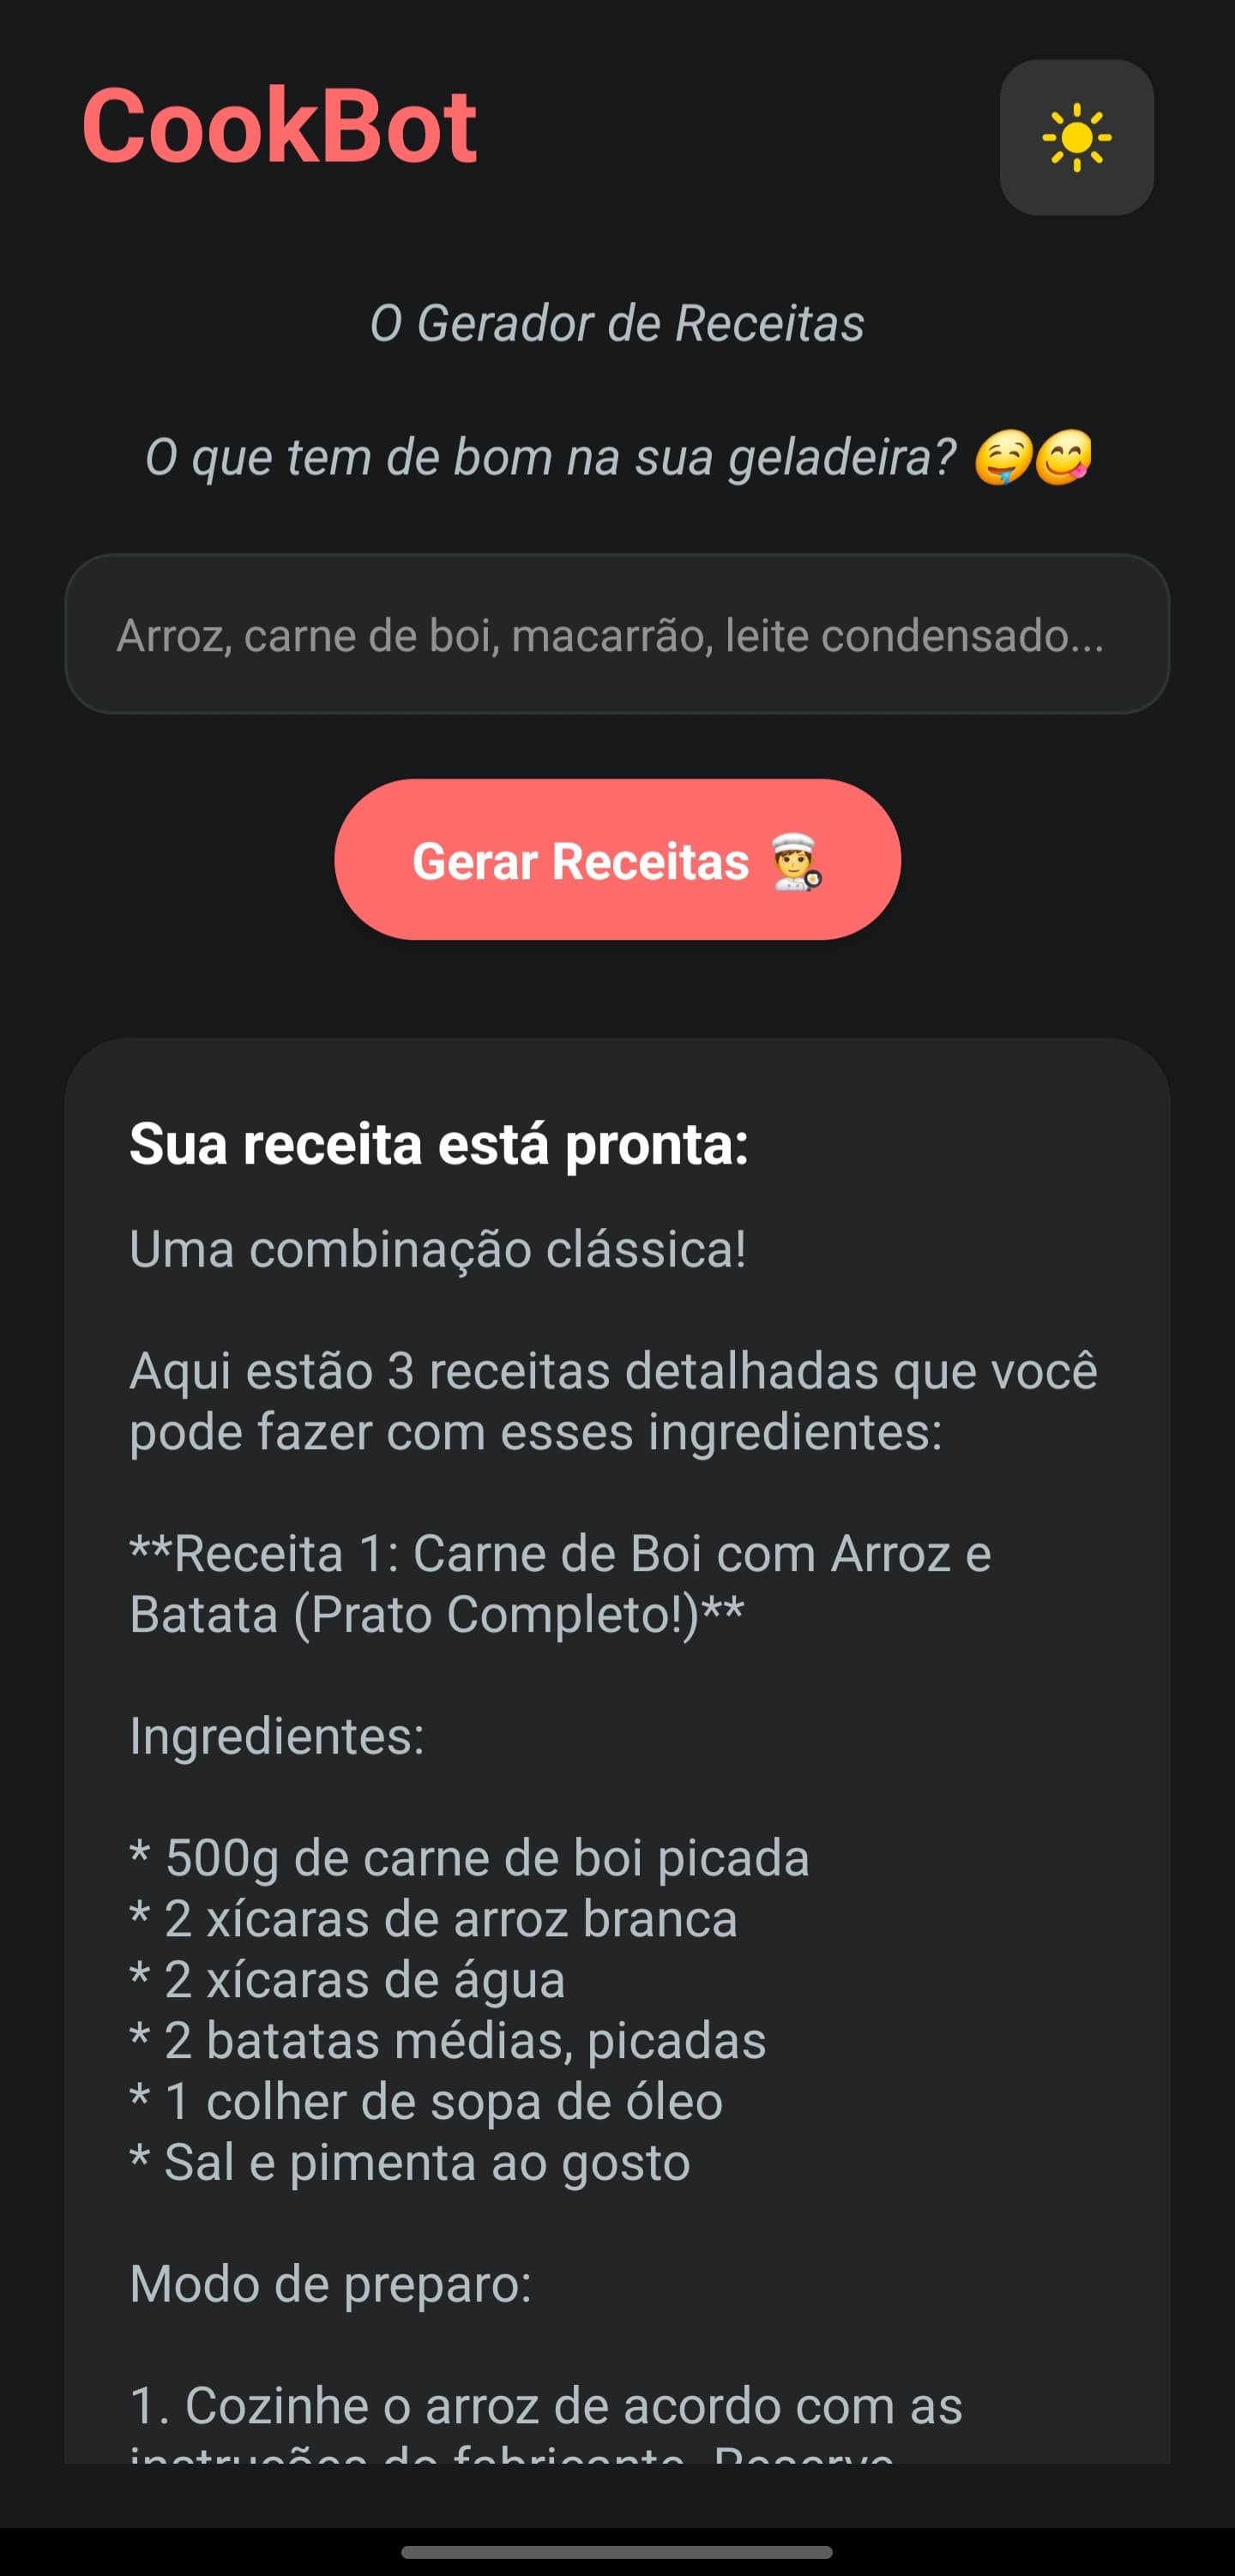 CookBot
O Gerador de Receitas
O que tem de bom na sua geladeira? 🤤😋
Arroz, carne de boi, macarrão, leite condensado...
Gerar Receitas 👨‍🍳
Sua receita está pronta:
Uma combinação clássica!
Aqui estão 3 receitas detalhadas que você
pode fazer com esses ingredientes:
**Receita 1: Carne de Boi com Arroz e
Batata (Prato Completo!)**
Ingredientes:
* 500g de carne de boi picada
* 2 xícaras de arroz branca
* 2 xícaras de água
* 2 batatas médias, picadas
* 1 colher de sopa de óleo
* Sal e pimenta ao gosto
Modo de preparo:
1. Cozinhe o arroz de acordo com as
instruções do fabricante. Reserve